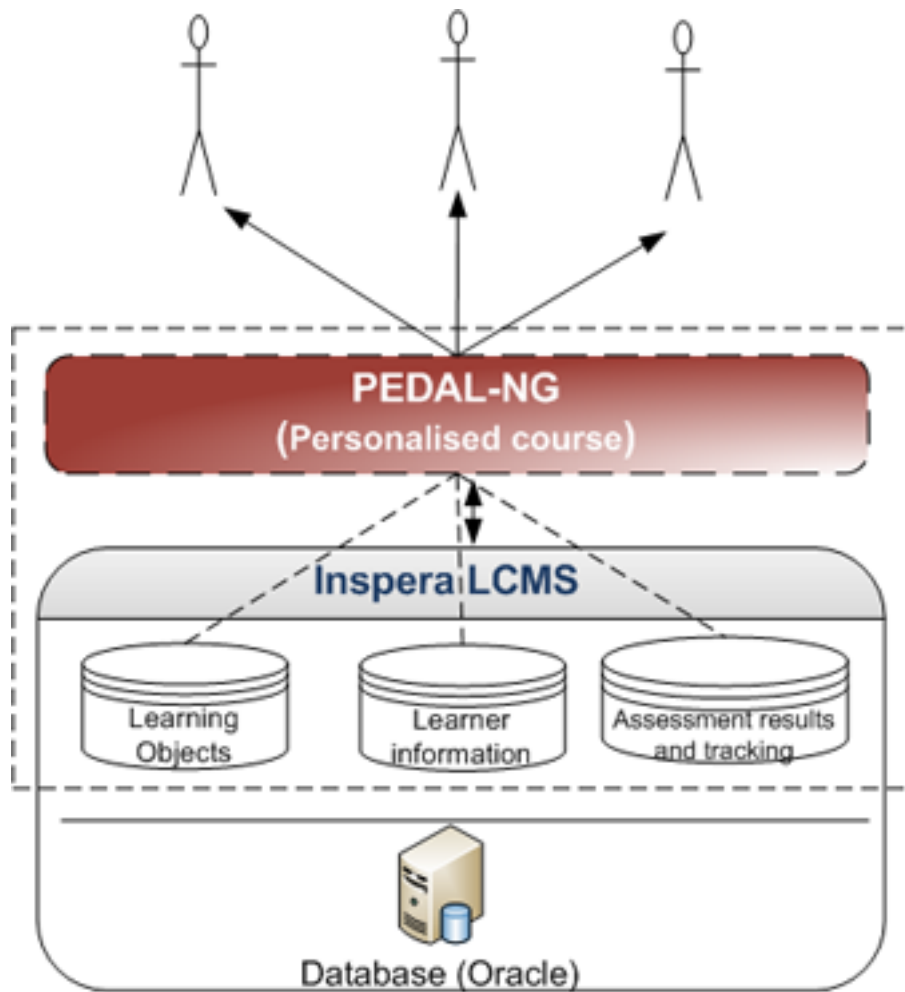 PEDAL-NG
(Personalised course)
Inspera LCMS
Learning
Objects
Learner
information
Assessment results
and tracking
Database (Oracle)